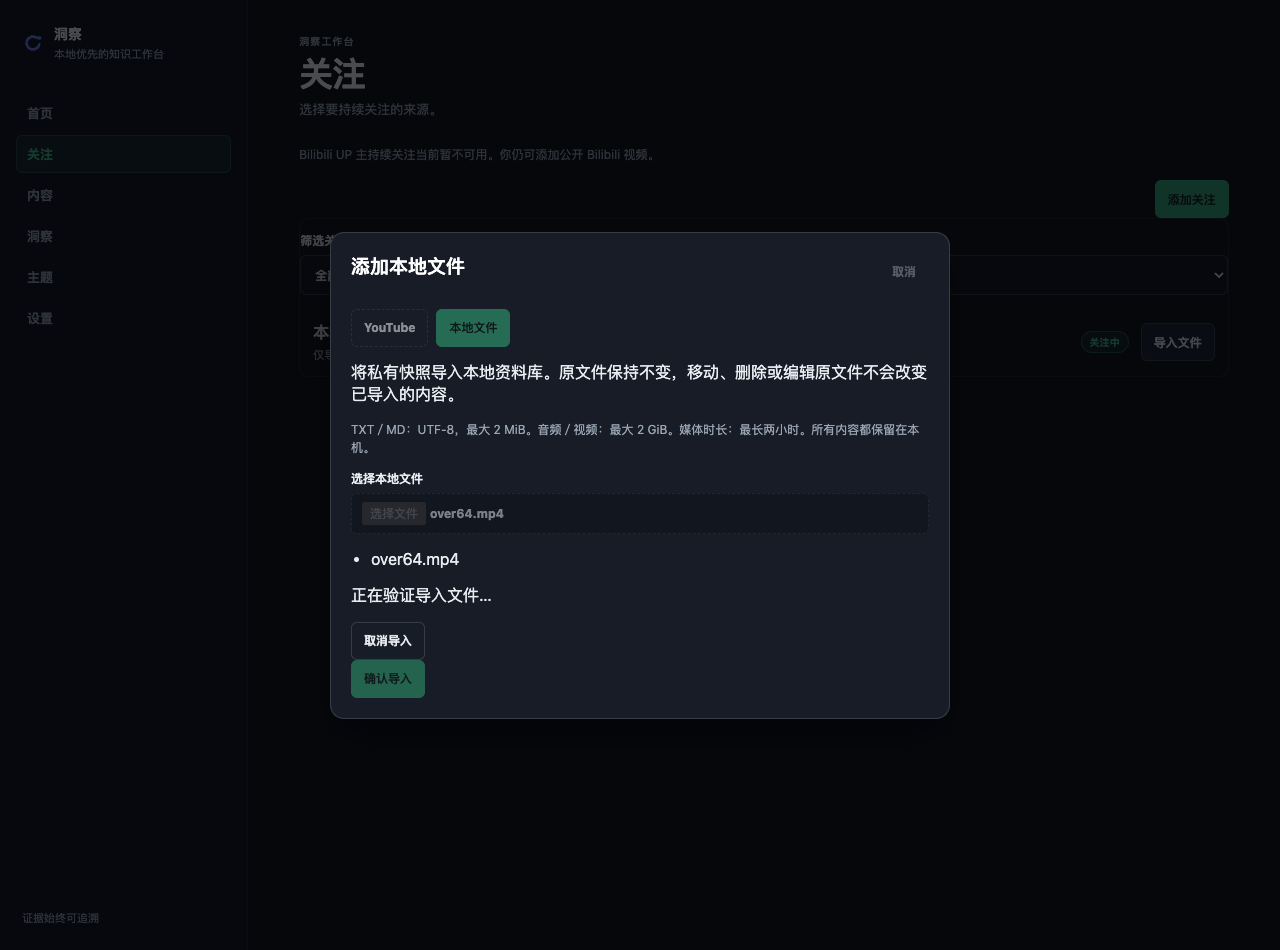 洞察
本地优先的知识工作台
首页
关注
内容
洞察
主题
设置
证据始终可追溯
洞察工作台
关注
选择要持续关注的来源。
Bilibili UP 主持续关注当前暂不可用。你仍可添加公开 Bilibili 视频。
添加关注
筛选关
全
本
仅
关注中
导入文件
添加本地文件
取消
YouTube
本地文件
将私有快照导入本地资料库。原文件保持不变，移动、删除或编辑原文件不会改变
已导入的内容。
TXT / MD：UTF-8，最大 2 MiB。音频 / 视频：最大 2 GiB。媒体时长：最长两小时。所有内容都保留在本
机。
选择本地文件
选择文件 over64.mp4
• over64.mp4
正在验证导入文件...
取消导入
确认导入